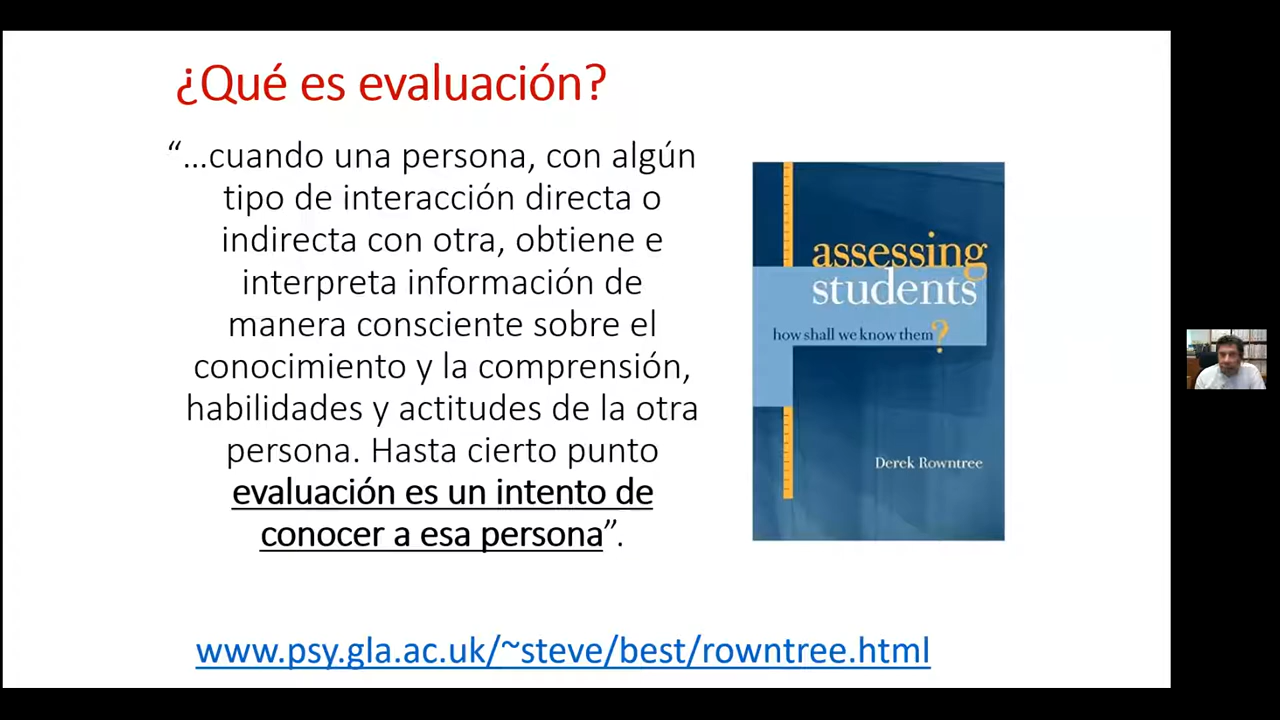 ¿Qué es evaluación?
“…cuando una persona, con algún
tipo de interacción directa o
indirecta con otra, obtiene e
interpreta información de
manera consciente sobre el
conocimiento y la comprensión,
habilidades y actitudes de la otra
persona. Hasta cierto punto
evaluación es un intento de
conocer a esa persona”.
assessing
students
how shall we know them?
Derek Rowntree
www.psy.gla.ac.uk/~steve/best/rowntree.html